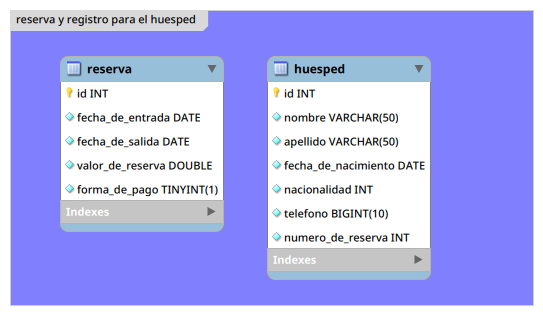 reserva y registro para el huesped
reserva
id INT
fecha_de_entrada DATE
fecha_de_salida DATE
valor_de_reserva DOUBLE
forma_de_pago TINYINT(1)
Indexes
huesped
id INT
nombre VARCHAR(50)
apellido VARCHAR(50)
fecha_de_nacimiento DATE
nacionalidad INT
telefono BIGINT(10)
numero_de_reserva INT
Indexes